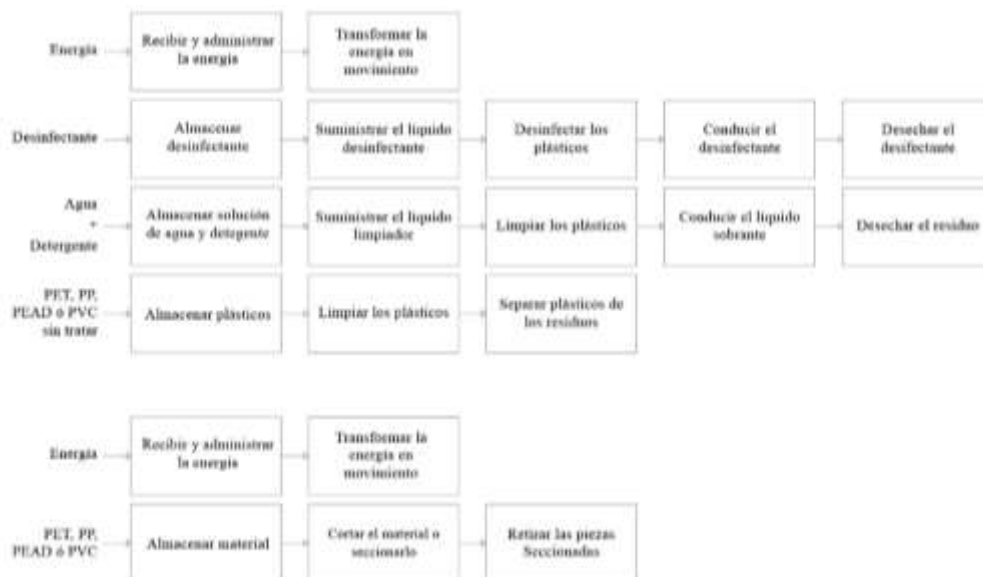 Energía
Recibir y administrar
la energía
Transformar la
energía en
movimiento
Desinfectante
Almacenar
desinfectante
Suministrar el líquido
desinfectante
Desinfectar los
plásticos
Conducir el
desinfectante
Desechar el
desifectante
Agua
+
Detergente
Almacenar solución
de agua y detegente
Suministrar el líquido
limpiador
Limpiar los plásticos
Conducir el líquido
sobrante
Desechar el residuo
PET, PP,
PEAD ó PVC
sin tratar
Almacenar plásticos
Limpiar los plásticos
Separar plásticos de
los residuos
Energía
Recibir y administrar
la energía
Transformar la
energía en
movimiento
PET, PP,
PEAD ó PVC
Almacenar material
Cortar el material o
seccionarlo
Retirar las piezas
Seccionadas